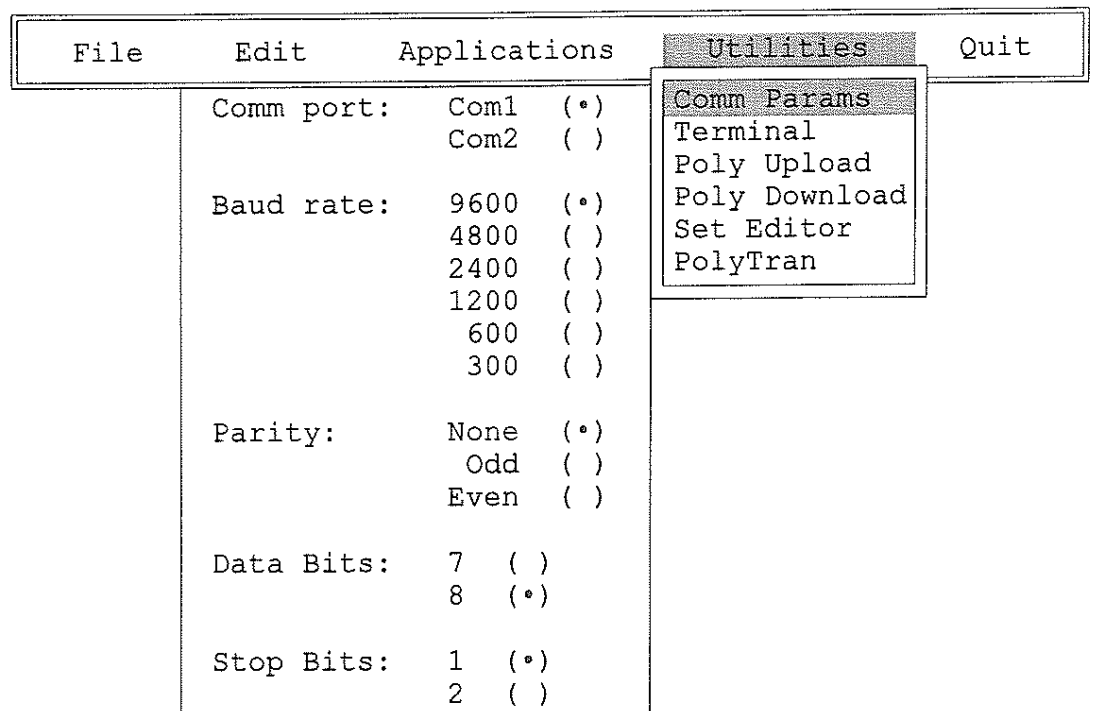 File Edit Applications Utilities Quit
Comm port: Com1 (•)
Com2 ( )
Baud rate: 9600 (•)
4800 ( )
2400 ( )
1200 ( )
600 ( )
300 ( )
Parity: None (•)
Odd ( )
Even ( )
Data Bits: 7 ( )
8 (•)
Stop Bits: 1 (•)
2 ( )
Comm Params
Terminal
Poly Upload
Poly Download
Set Editor
PolyTran